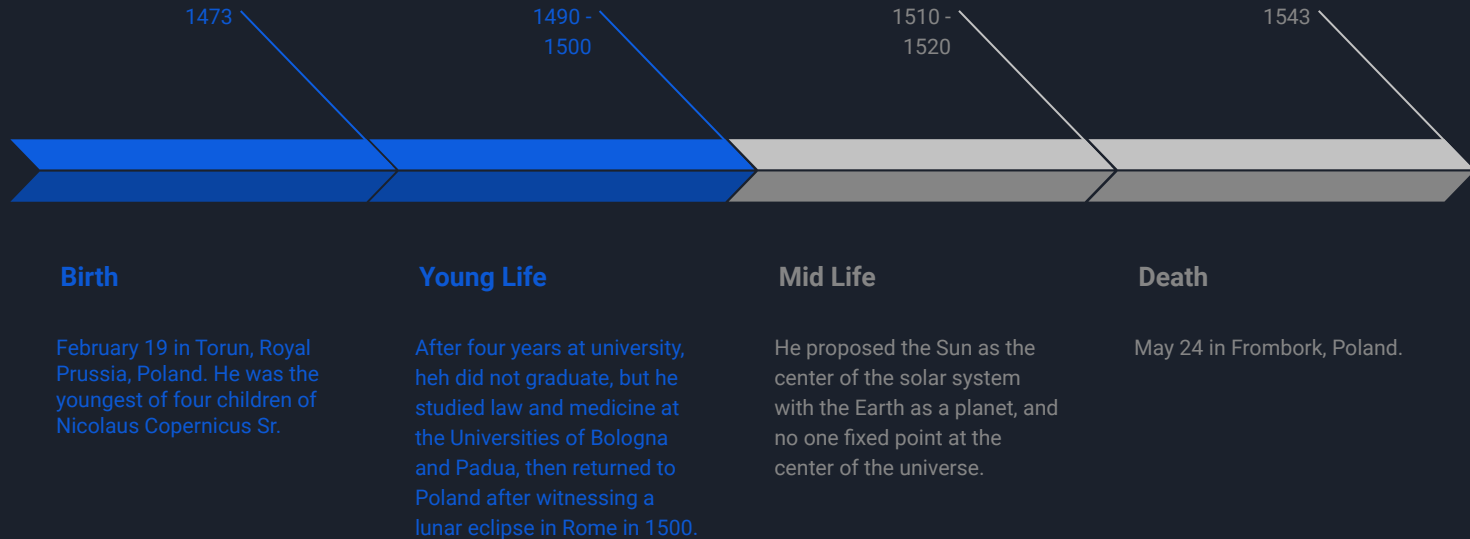 1473
1490 -
1500
1510 -
1520
1543
Birth
February 19 in Torun, Royal
Prussia, Poland. He was the
youngest of four children of
Nicolaus Copernicus Sr.
Young Life
After four years at university,
heh did not graduate, but he
studied law and medicine at
the Universities of Bologna
and Padua, then returned to
Poland after witnessing a
lunar eclipse in Rome in 1500.
Mid Life
He proposed the Sun as the
center of the solar system
with the Earth as a planet, and
no one fixed point at the
center of the universe.
Death
May 24 in Frombork, Poland.